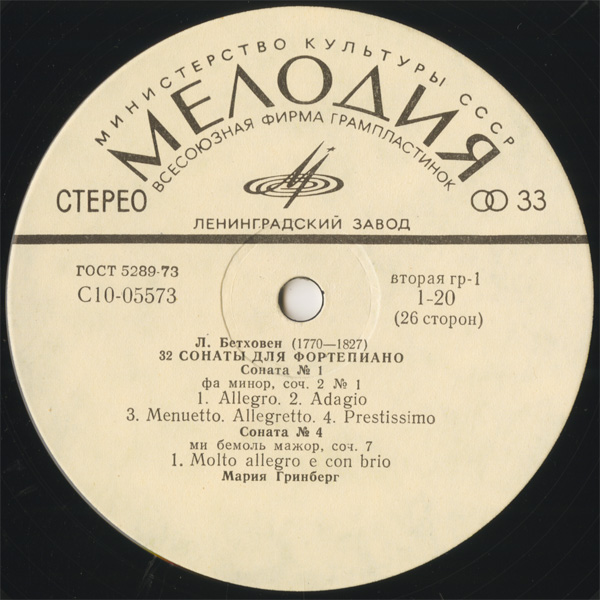 МИНИСТЕРСТВО КУЛЬТУРЫ СССР
МЕЛОДИЯ
ВСЕСОЮЗНАЯ ФИРМА ГРАМПЛАСТИНОК
СТЕРЕО
33
ЛЕНИНГРАДСКИЙ ЗАВОД
ГОСТ 5289-73
С10-05573
вторая гр-1
1-20
(26 сторон)
Л. Бетховен (1770—1827)
32 СОНАТЫ ДЛЯ ФОРТЕПИАНО
Соната № 1
фа минор, соч. 2 № 1
1. Allegro. 2. Adagio
3. Menuetto. Allegretto. 4. Prestissimo
Соната № 4
ми бемоль мажор, соч. 7
1. Molto allegro e con brio
Мария Гринберг